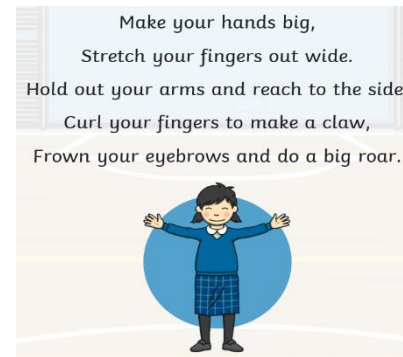 Make your hands big,
Stretch your fingers out wide.
Hold out your arms and reach to the side
Curl your fingers to make a claw,
Frown your eyebrows and do a big roar.